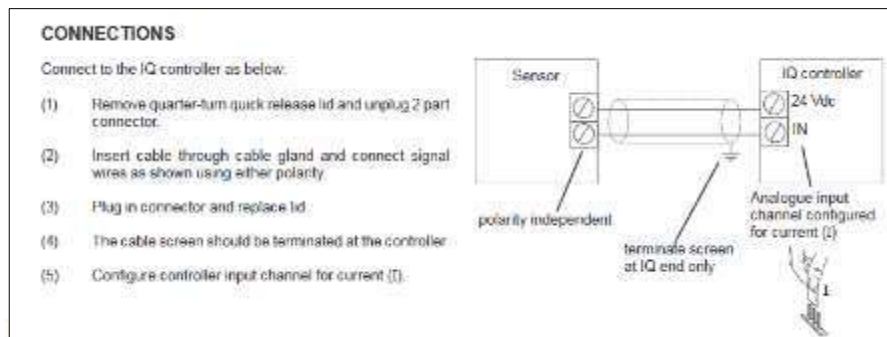 CONNECTIONS
Connect to the IQ controller as below:
(1) Remove quarter-turn quick release lid and unplug 2 part
connector.
(2) Insert cable through cable gland and connect signal
wires as shown using either polarity
(3) Plug in connector and replace lid
(4) The cable screen should be terminated at the controller
(5) Configure controller input channel for current (I).
Sensor
IQ controller
24 Vdc
IN
polarity independent
terminate screen
at IQ end only
Analogue input
channel configured
for current (I)
I